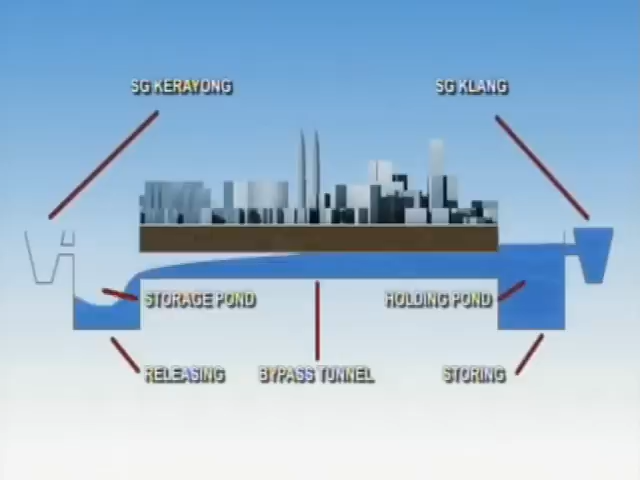 SG KERAYONG
SG KLANG
STORAGE POND
HOLDING POND
RELEASING
BYPASS TUNNEL
STORING